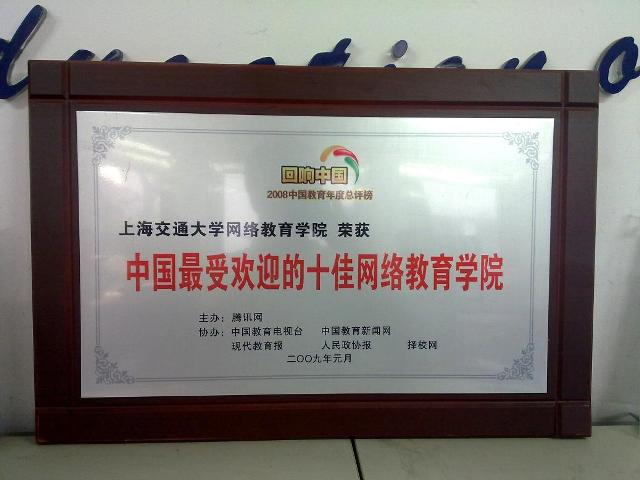 回响中国
2008中国教育年度总评榜
上海交通大学网络教育学院 荣获
中国最受欢迎的十佳网络教育学院
主办：腾讯网
协办：中国教育电视台 中国教育新闻网
现代教育报 人民政协报 择校网
二〇〇九年元月